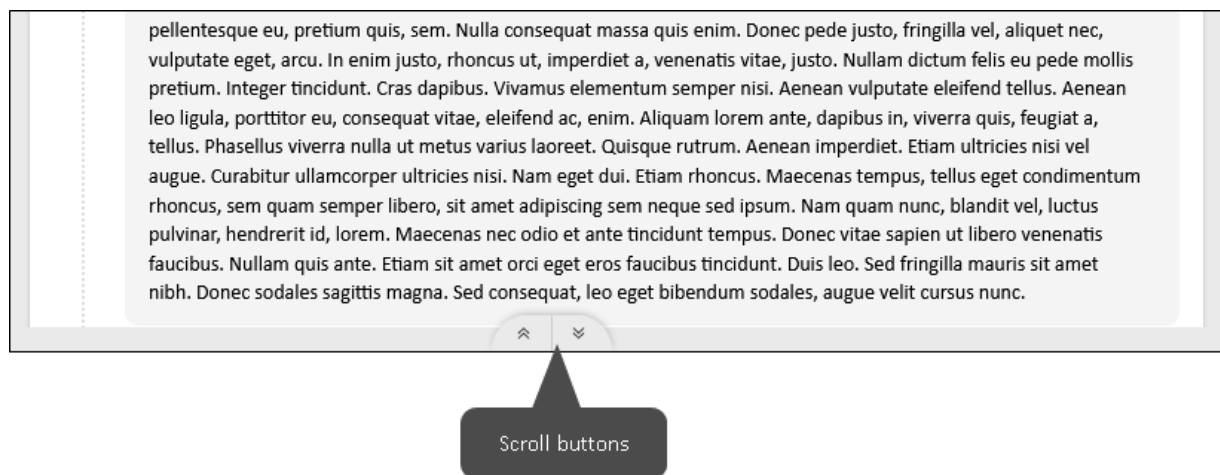 pellentesque eu, pretium quis, sem. Nulla consequat massa quis enim. Donec pede justo, fringilla vel, aliquet nec,
vulputate eget, arcu. In enim justo, rhoncus ut, imperdiet a, venenatis vitae, justo. Nullam dictum felis eu pede mollis
pretium. Integer tincidunt. Cras dapibus. Vivamus elementum semper nisi. Aenean vulputate eleifend tellus. Aenean
leo ligula, porttitor eu, consequat vitae, eleifend ac, enim. Aliquam lorem ante, dapibus in, viverra quis, feugiat a,
tellus. Phasellus viverra nulla ut metus varius laoreet. Quisque rutrum. Aenean imperdiet. Etiam ultricies nisi vel
augue. Curabitur ullamcorper ultricies nisi. Nam eget dui. Etiam rhoncus. Maecenas tempus, tellus eget condimentum
rhoncus, sem quam semper libero, sit amet adipiscing sem neque sed ipsum. Nam quam nunc, blandit vel, luctus
pulvinar, hendrerit id, lorem. Maecenas nec odio et ante tincidunt tempus. Donec vitae sapien ut libero venenatis
faucibus. Nullam quis ante. Etiam sit amet orci eget eros faucibus tincidunt. Duis leo. Sed fringilla mauris sit amet
nibh. Donec sodales sagittis magna. Sed consequat, leo eget bibendum sodales, augue velit cursus nunc.
Scroll buttons